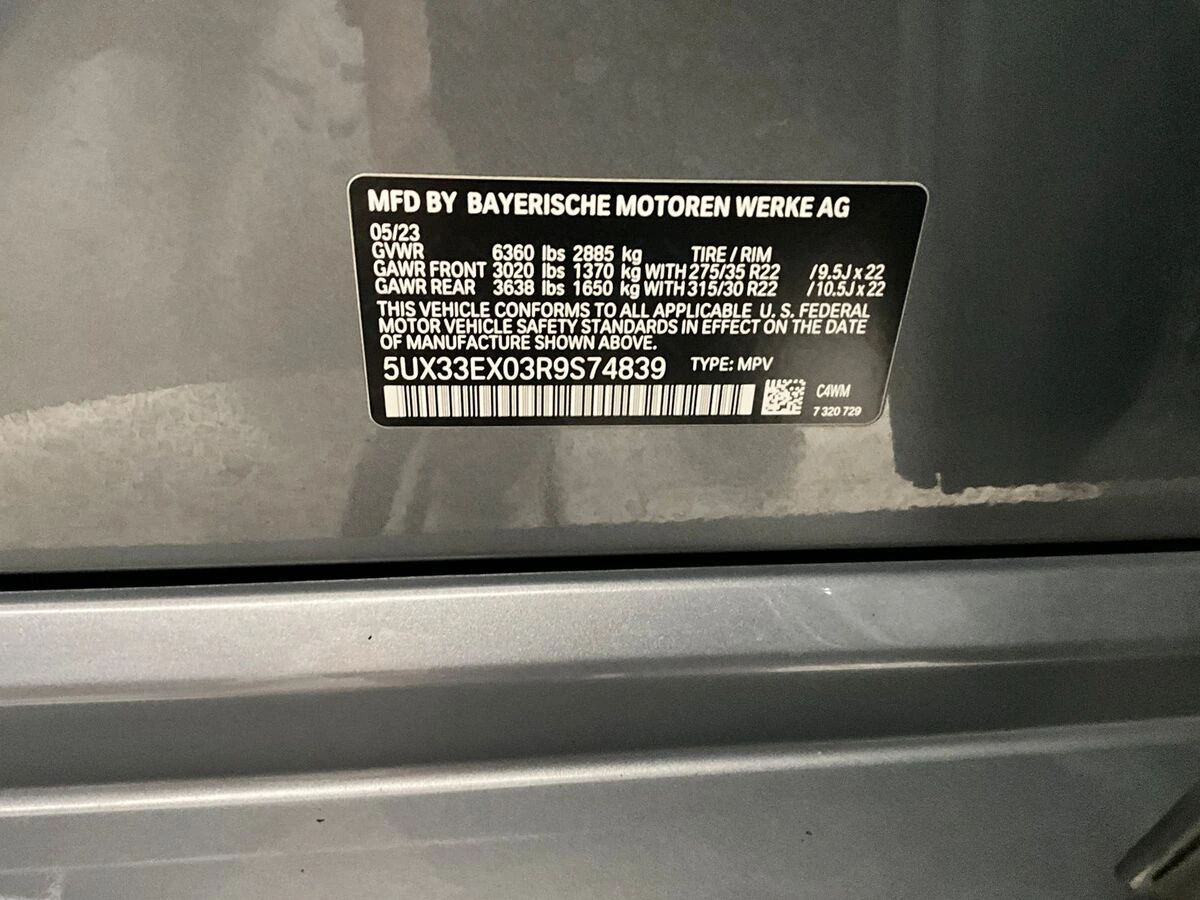 MFD BY BAYERISCHE MOTOREN WERKE AG
05/23
GVWR 6360 lbs 2885 kg TIRE / RIM
GAWR FRONT 3020 lbs 1370 kg WITH 275/35 R22 /9.5J x 22
GAWR REAR 3638 lbs 1650 kg WITH 315/30 R22 /10.5J x 22
THIS VEHICLE CONFORMS TO ALL APPLICABLE U. S. FEDERAL
MOTOR VEHICLE SAFETY STANDARDS IN EFFECT ON THE DATE
OF MANUFACTURE SHOWN ABOVE.
5UX33EX03R9S74839 TYPE: MPV
C4WM
7 320 729